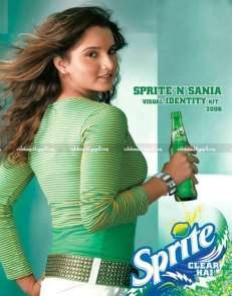 SPRITE N SANIA
VISUAL IDENTITY KIT
2006
Sprite
CLEAR
HAI